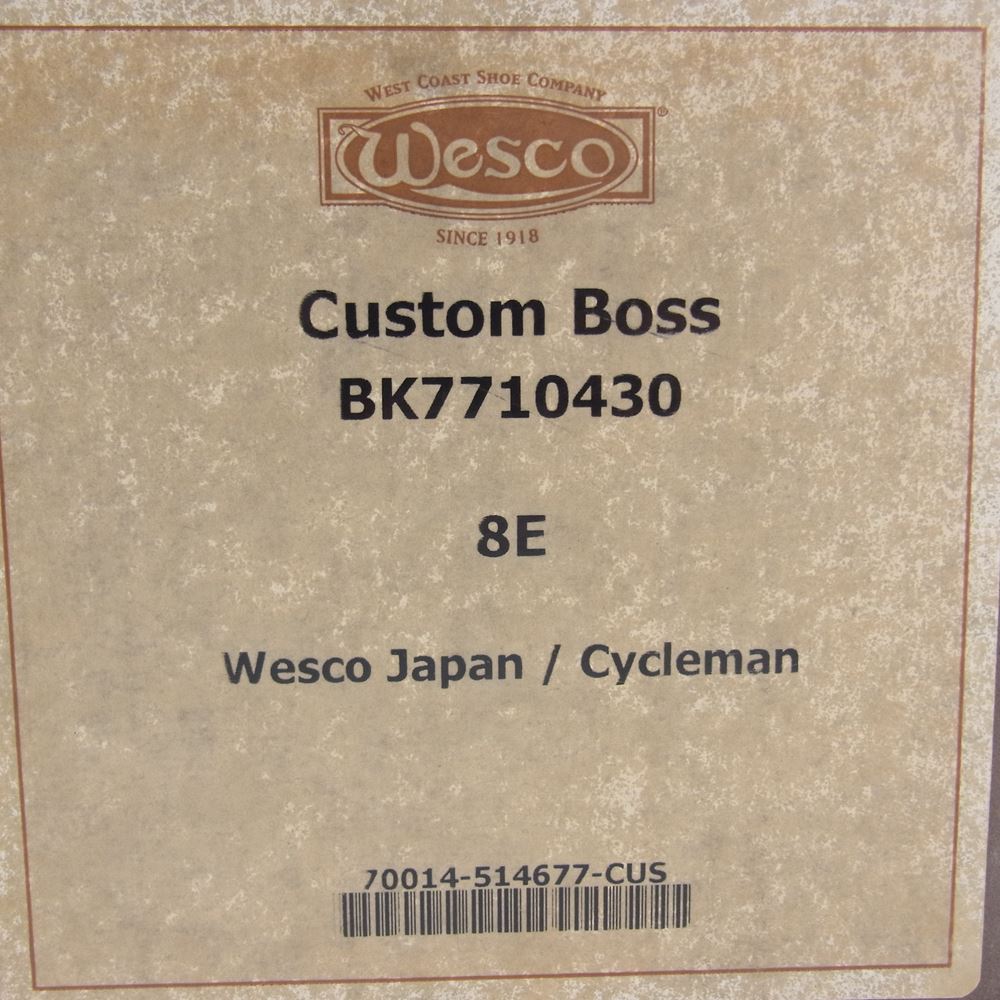 WEST COAST SHOE COMPANY
Wesco®
SINCE 1918
Custom Boss
BK7710430
8E
Wesco Japan / Cycleman
70014-514677-CUS